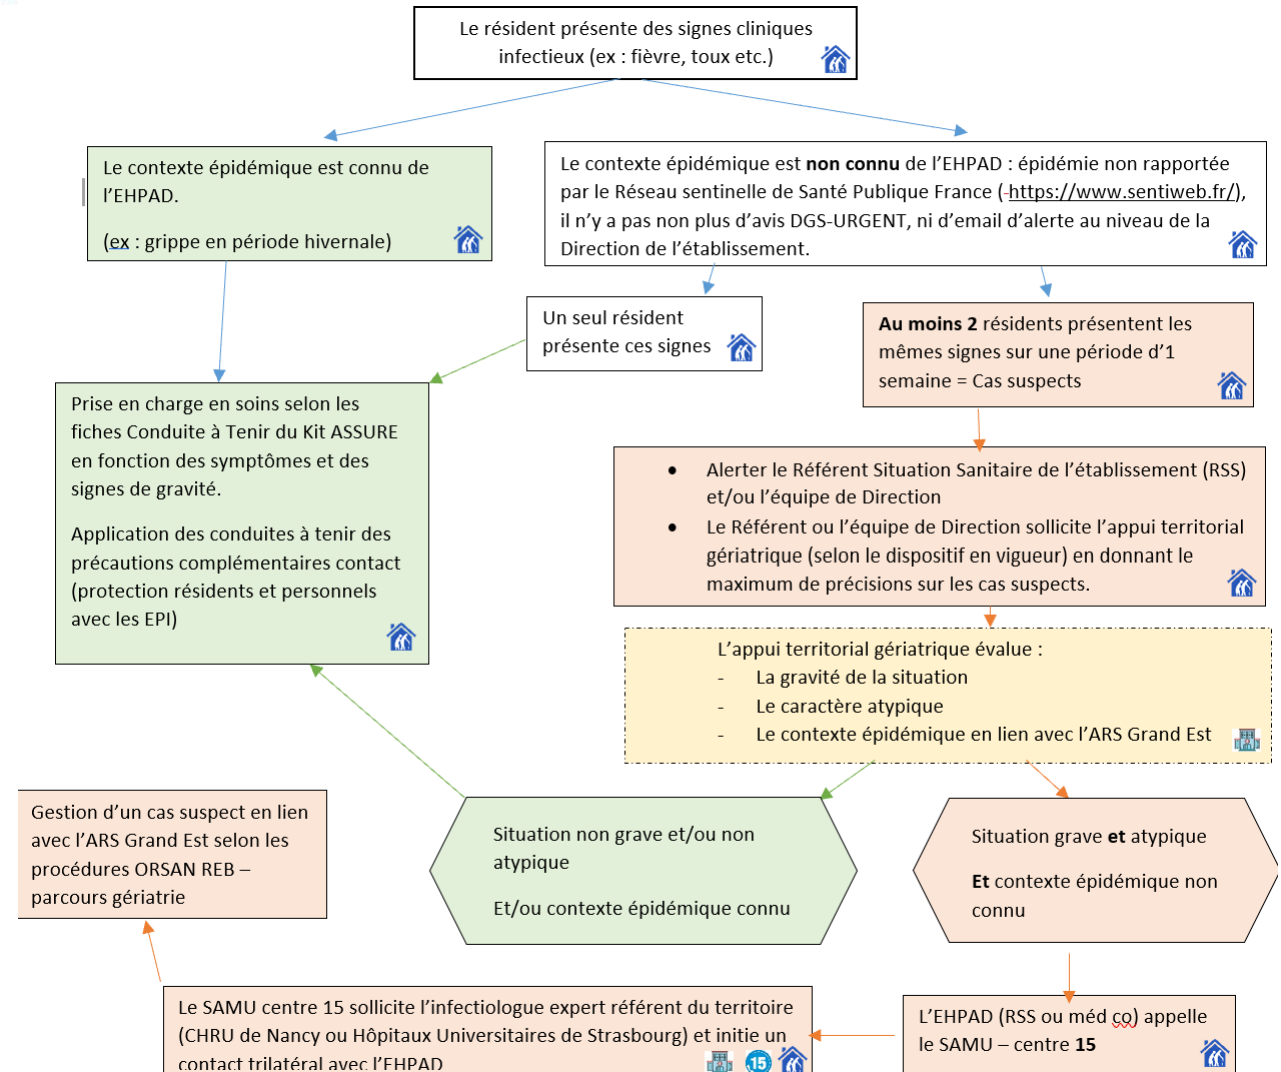 Le résident présente des signes cliniques
infectieux (ex : fièvre, toux etc.)
Le contexte épidémique est connu de
l’EHPAD.
(ex : grippe en période hivernale)
Le contexte épidémique est non connu de l’EHPAD : épidémie non rapportée
par le Réseau sentinelle de Santé Publique France (-https://www.sentiweb.fr/),
il n’y a pas non plus d’avis DGS-URGENT, ni d’email d’alerte au niveau de la
Direction de l’établissement.
Un seul résident
présente ces signes
Au moins 2 résidents présentent les
mêmes signes sur une période d’1
semaine = Cas suspects
Prise en charge en soins selon les
fiches Conduite à Tenir du Kit ASSURE
en fonction des symptômes et des
signes de gravité.
Application des conduites à tenir des
précautions complémentaires contact
(protection résidents et personnels
avec les EPI)
• Alerter le Référent Situation Sanitaire de l’établissement (RSS)
et/ou l’équipe de Direction
• Le Référent ou l’équipe de Direction sollicite l’appui territorial
gériatrique (selon le dispositif en vigueur) en donnant le
maximum de précisions sur les cas suspects.
L’appui territorial gériatrique évalue :
- La gravité de la situation
- Le caractère atypique
- Le contexte épidémique en lien avec l’ARS Grand Est
Situation non grave et/ou non
atypique
Et/ou contexte épidémique connu
Situation grave et atypique
Et contexte épidémique non
connu
Gestion d’un cas suspect en lien
avec l’ARS Grand Est selon les
procédures ORSAN REB –
parcours gériatrie
L’EHPAD (RSS ou méd co) appelle
le SAMU – centre 15
Le SAMU centre 15 sollicite l’infectiologue expert référent du territoire
(CHRU de Nancy ou Hôpitaux Universitaires de Strasbourg) et initie un
contact trilatéral avec l’EHPAD
15